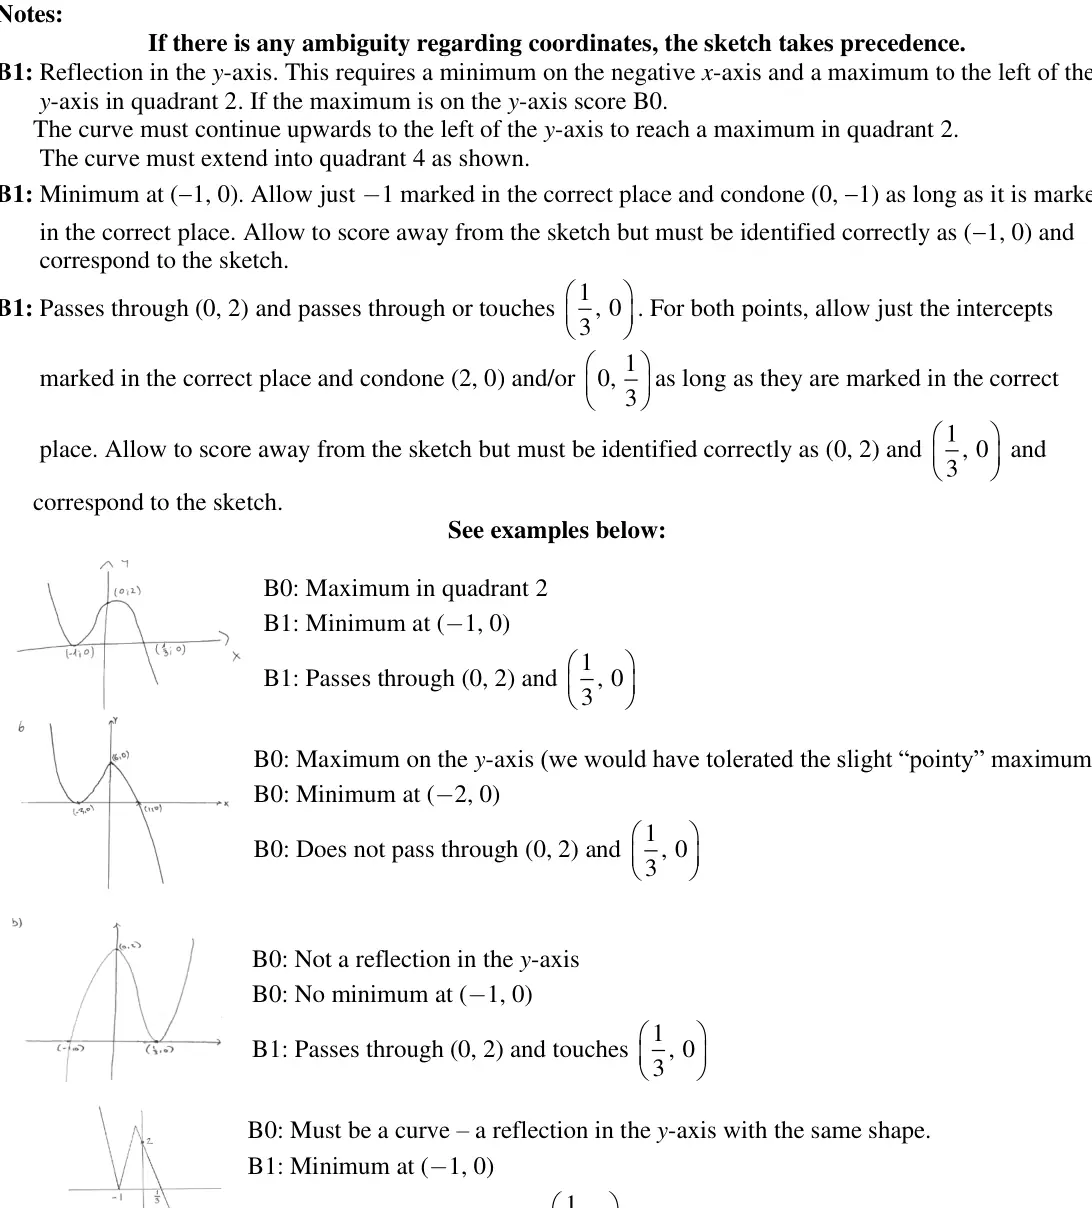 Notes:
If there is any ambiguity regarding coordinates, the sketch takes precedence.
B1: Reflection in the y-axis. This requires a minimum on the negative x-axis and a maximum to the left of the
y-axis in quadrant 2. If the maximum is on the y-axis score B0.
The curve must continue upwards to the left of the y-axis to reach a maximum in quadrant 2.
The curve must extend into quadrant 4 as shown.
B1: Minimum at (–1, 0). Allow just −1 marked in the correct place and condone (0, –1) as long as it is marke
in the correct place. Allow to score away from the sketch but must be identified correctly as (−1, 0) and
correspond to the sketch.
B1: Passes through (0, 2) and passes through or touches (1/3, 0). For both points, allow just the intercepts
marked in the correct place and condone (2, 0) and/or (0, 1/3) as long as they are marked in the correct
place. Allow to score away from the sketch but must be identified correctly as (0, 2) and (1/3, 0) and
correspond to the sketch.
See examples below:
y
(0,2)
(-1,0)
(1/3, 0)
x
B0: Maximum in quadrant 2
B1: Minimum at (−1, 0)
B1: Passes through (0, 2) and (1/3, 0)
6
y
(-2,0)
(1,0)
x
B0: Maximum on the y-axis (we would have tolerated the slight “pointy” maximum
B0: Minimum at (−2, 0)
B0: Does not pass through (0, 2) and (1/3, 0)
b)
(0,2)
(1/3,0)
B0: Not a reflection in the y-axis
B0: No minimum at (−1, 0)
B1: Passes through (0, 2) and touches (1/3, 0)
2
-1
1/3
B0: Must be a curve – a reflection in the y-axis with the same shape.
B1: Minimum at (−1, 0)